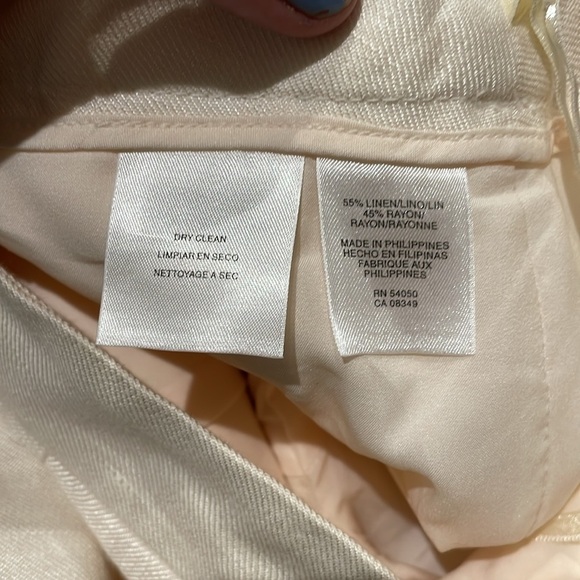 DRY CLEAN
LIMPIAR EN SECO
NETTOYAGE A SEC
55% LINEN/LINO/LIN
45% RAYON/
RAYON/RAYONNE
MADE IN PHILIPPINES
HECHO EN FILIPINAS
FABRIQUE AUX
PHILIPPINES
RN 54050
CA 08349